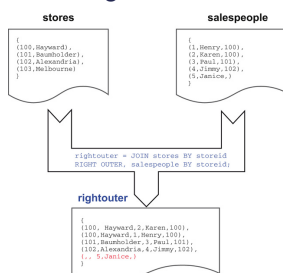 stores
salespeople
{
(100,Hayward),
(101,Baumholder),
(102,Alexandria),
(103,Melbourne)
}
{
(1,Henry,100),
(2,Karen,100),
(3,Paul,101),
(4,Jimmy,102),
(5,Janice,)
}
rightouter = JOIN stores BY storeid
RIGHT OUTER, salespeople BY storeid;
rightouter
{
(100, Hayward,2,Karen,100),
(100,Hayward,1,Henry,100),
(101,Baumholder,3,Paul,101),
(102,Alexandria,4,Jimmy,102),
(,, 5,Janice,)
}